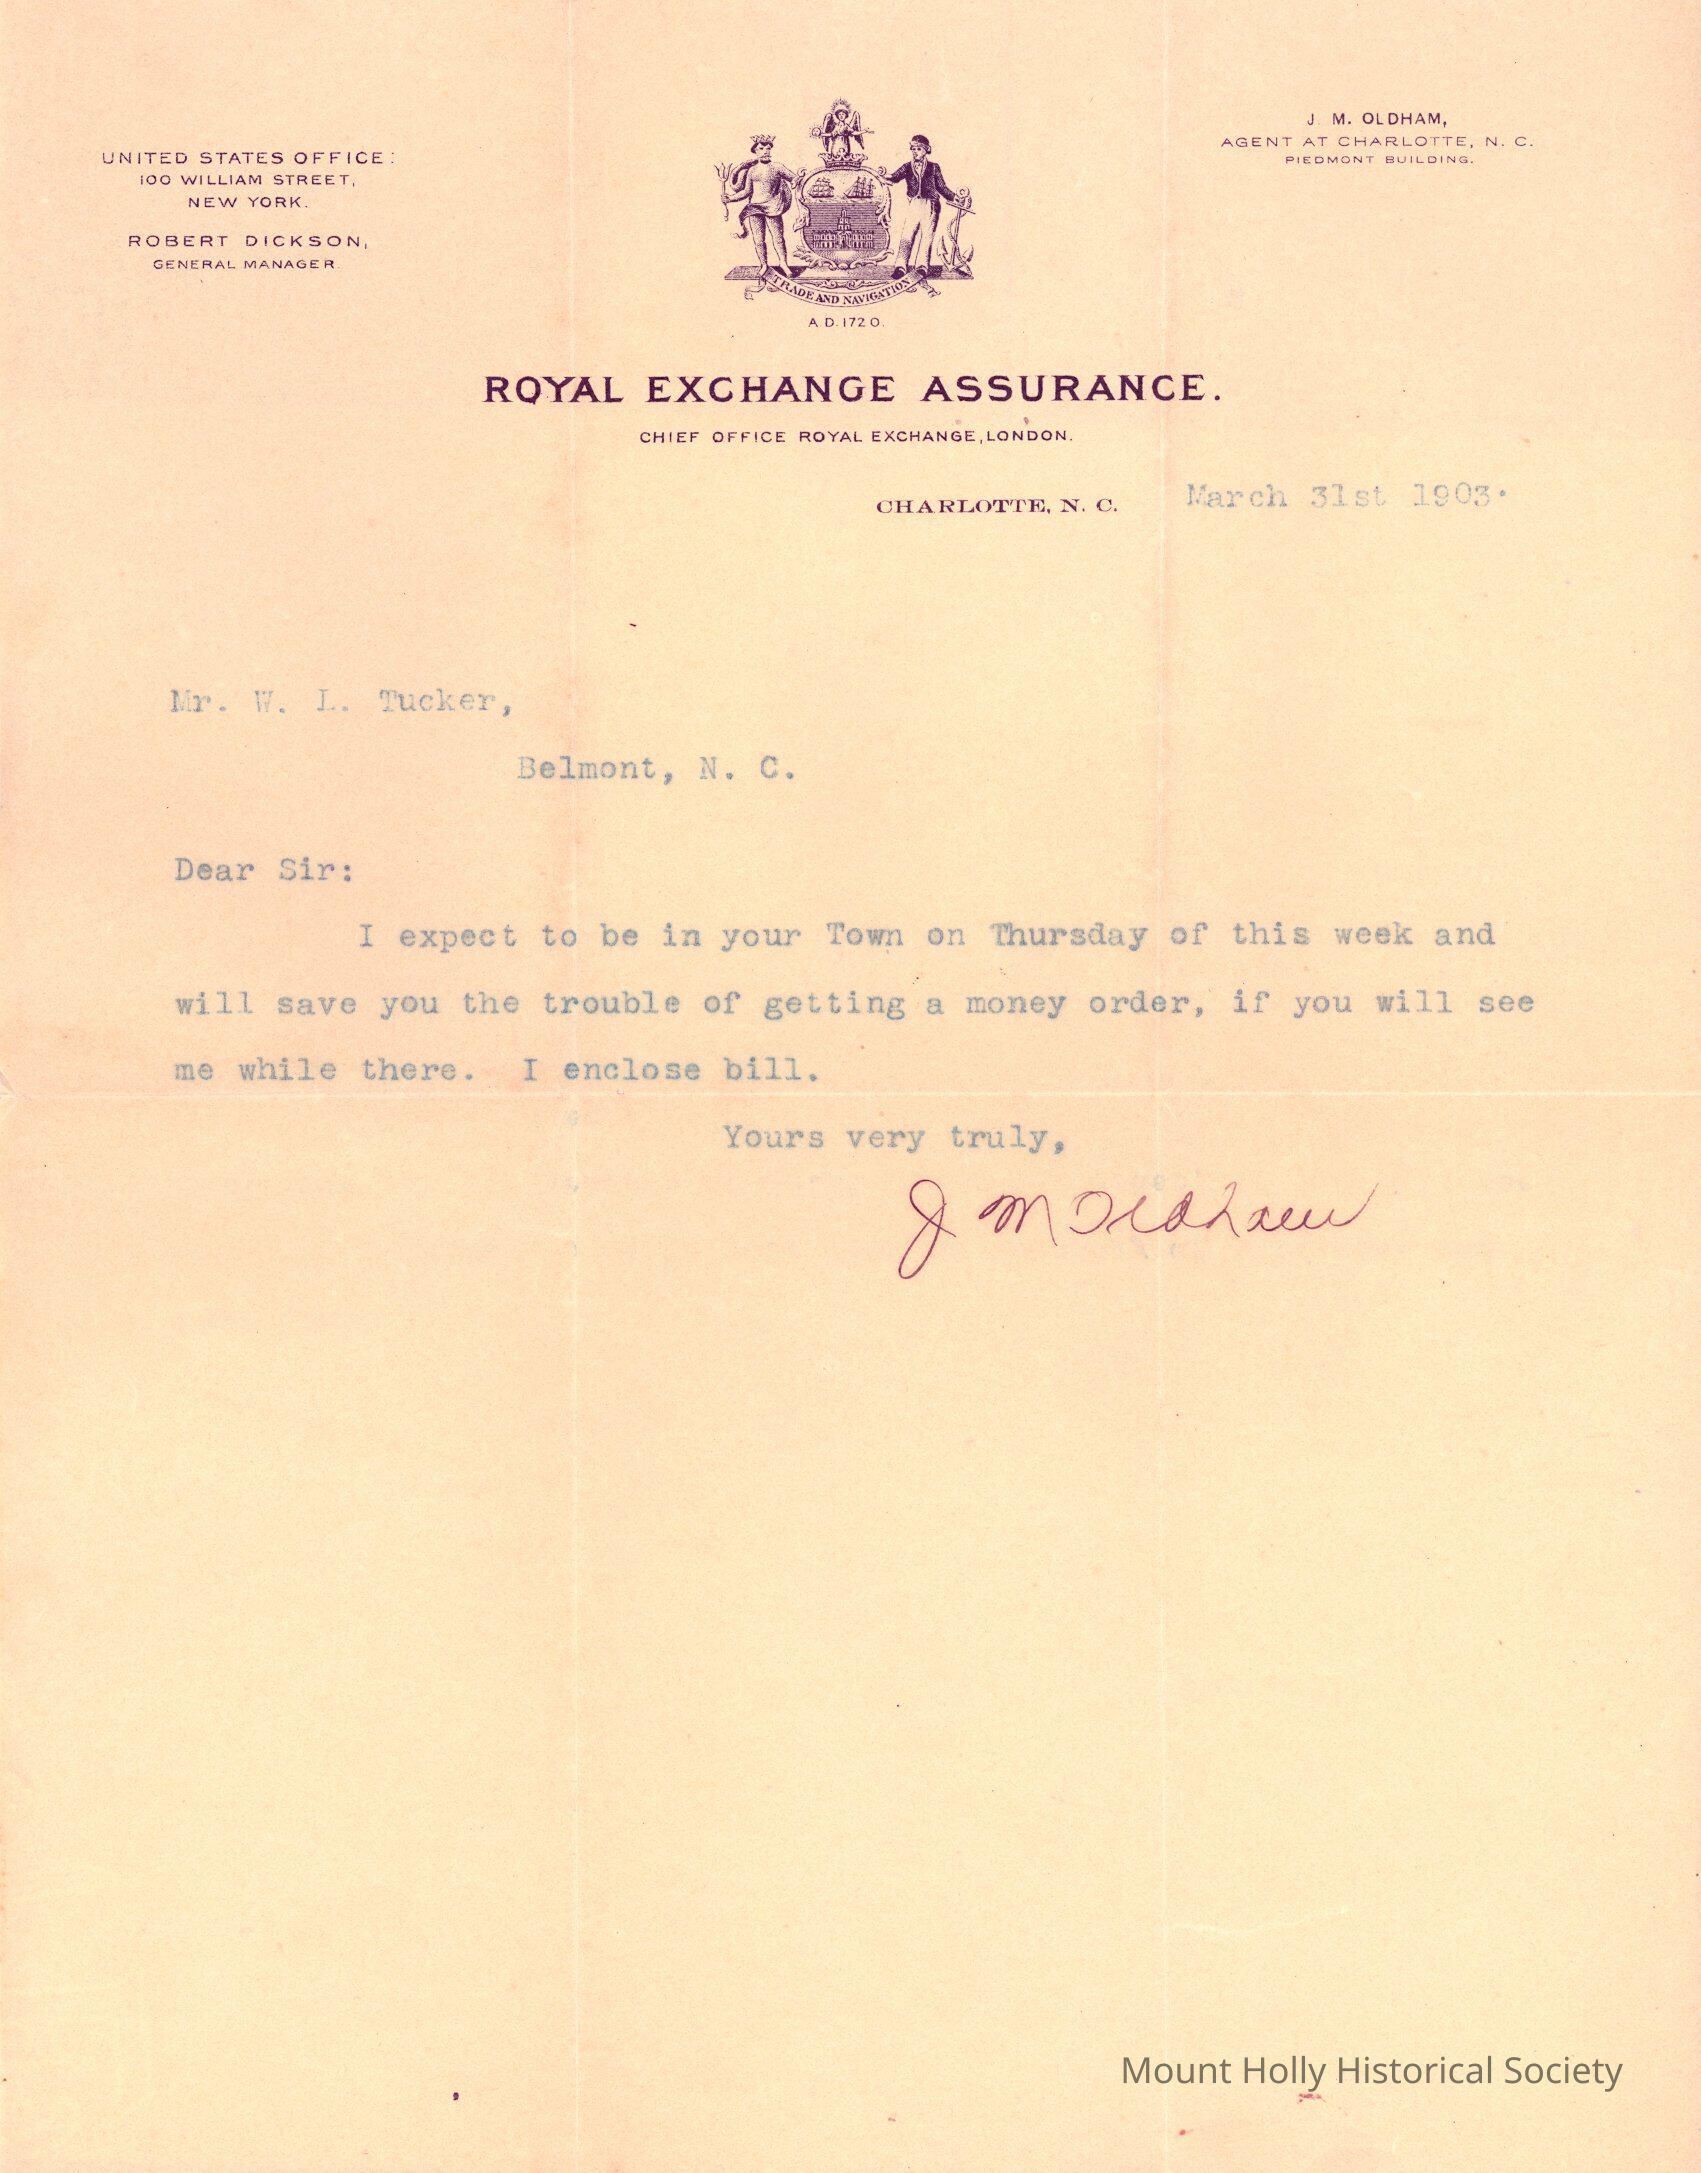 UNITED STATES OFFICE:
100 WILLIAM STREET,
NEW YORK.
ROBERT DICKSON,
GENERAL MANAGER.
J. M. OLDHAM,
AGENT AT CHARLOTTE, N. C.
PIEDMONT BUILDING.
TRADE AND NAVIGATION
A.D. 1720.
ROYAL EXCHANGE ASSURANCE.
CHIEF OFFICE ROYAL EXCHANGE, LONDON.
CHARLOTTE, N. C. March 31st 1903.
Mr. W. L. Tucker,
Belmont, N. C.
Dear Sir:
I expect to be in your Town on Thursday of this week and
will save you the trouble of getting a money order, if you will see
me while there. I enclose bill.
Yours very truly,
J M Oldham
Mount Holly Historical Society